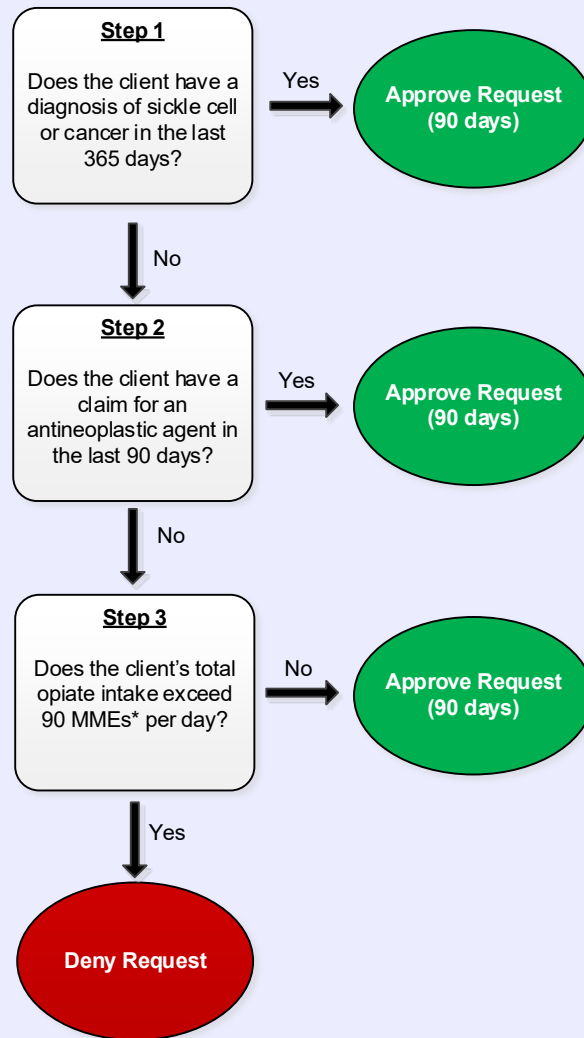 Step 1
Does the client have a
diagnosis of sickle cell
or cancer in the last
365 days?
Yes
Approve Request
(90 days)
No
Step 2
Does the client have a
claim for an
antineoplastic agent in
the last 90 days?
Yes
Approve Request
(90 days)
No
Step 3
Does the client’s total
opiate intake exceed
90 MMEs* per day?
No
Approve Request
(90 days)
Yes
Deny Request